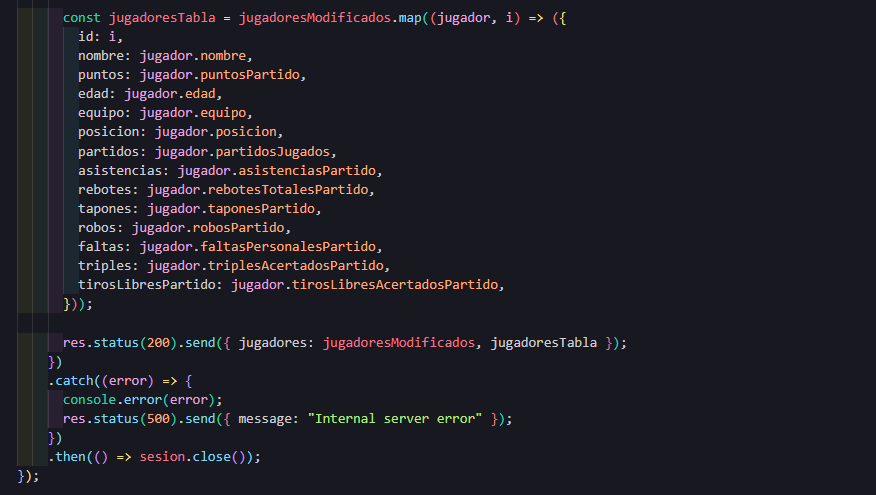 const jugadoresTabla = jugadoresModificados.map((jugador, i) => ({
id: i,
nombre: jugador.nombre,
puntos: jugador.puntosPartido,
edad: jugador.edad,
equipo: jugador.equipo,
posicion: jugador.posicion,
partidos: jugador.partidosJugados,
asistencias: jugador.asistenciasPartido,
rebotes: jugador.rebotesTotalesPartido,
tapones: jugador.taponesPartido,
robos: jugador.robosPartido,
faltas: jugador.faltasPersonalesPartido,
triples: jugador.triplesAcertadosPartido,
tirosLibresPartido: jugador.tirosLibresAcertadosPartido,
}));
res.status(200).send({ jugadores: jugadoresModificados, jugadoresTabla });
})
.catch((error) => {
console.error(error);
res.status(500).send({ message: "Internal server error" });
})
.then(() => sesion.close());
});